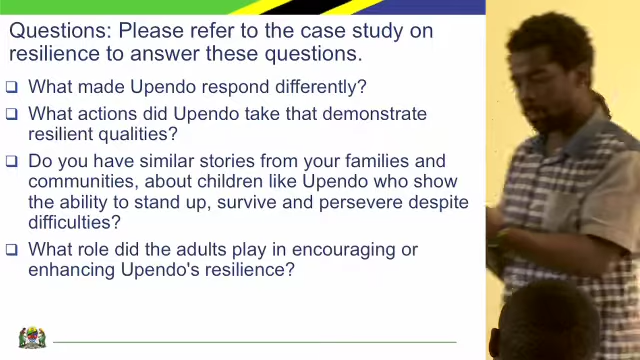 Questions: Please refer to the case study on
resilience to answer these questions.
What made Upendo respond differently?
What actions did Upendo take that demonstrate
resilient qualities?
Do you have similar stories from your families and
communities, about children like Upendo who show
the ability to stand up, survive and persevere despite
difficulties?
What role did the adults play in encouraging or
enhancing Upendo's resilience?